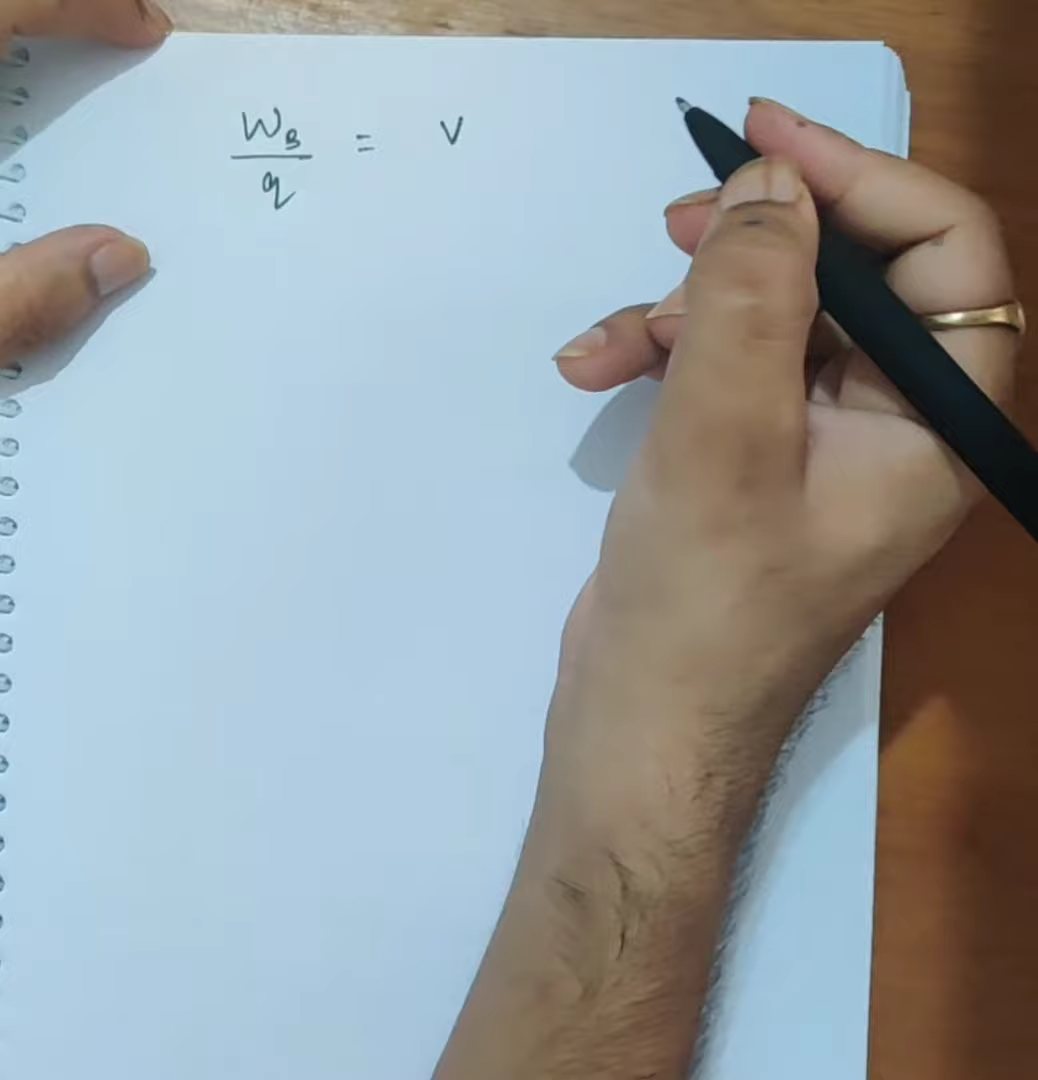 W_B / q = V